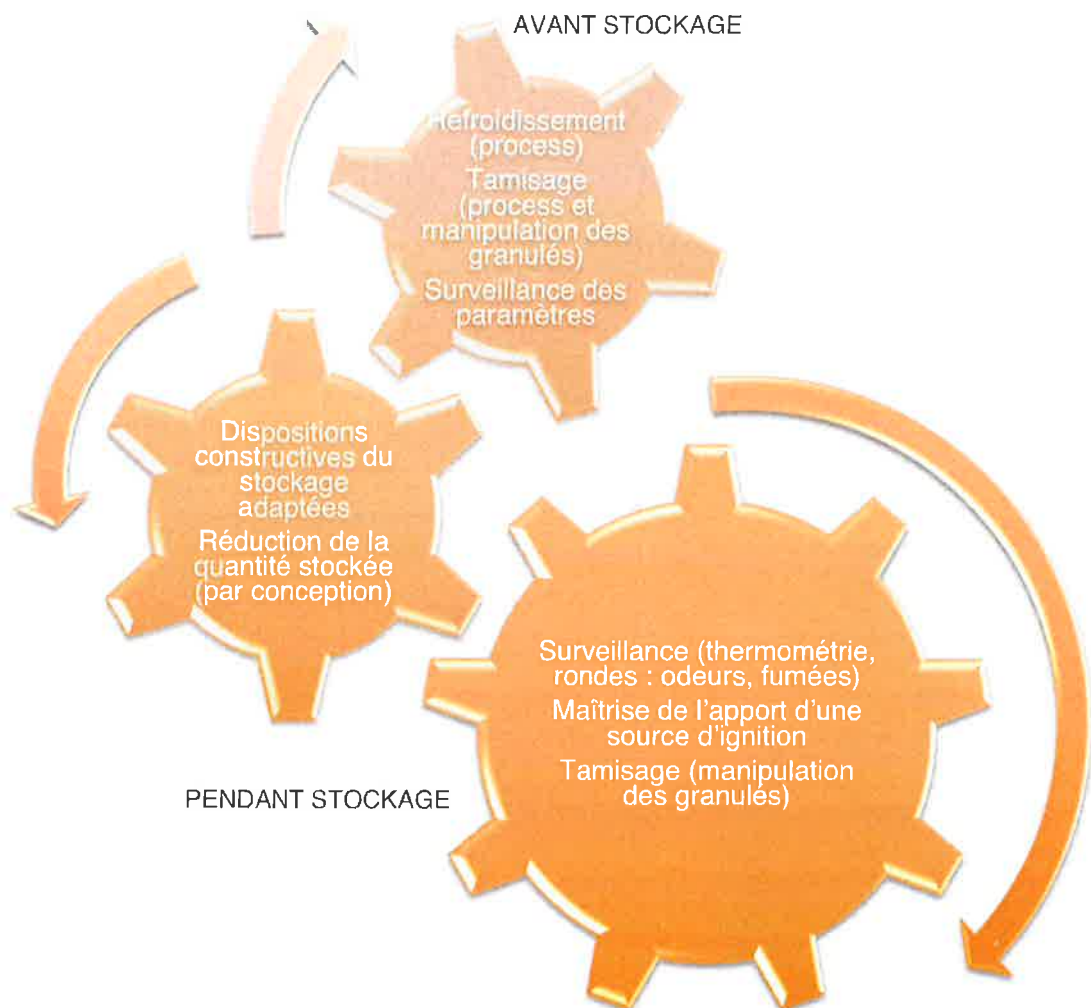 AVANT STOCKAGE
Refroidissement
(process)
Tamisage
(process et
manipulation des
granulés)
Surveillance des
paramètres
Dispositions
constructives du
stockage
adaptées
Réduction de la
quantité stockée
(par conception)
Surveillance (thermométrie,
rondes : odeurs, fumées)
Maîtrise de l'apport d'une
source d'ignition
Tamisage (manipulation
des granulés)
PENDANT STOCKAGE